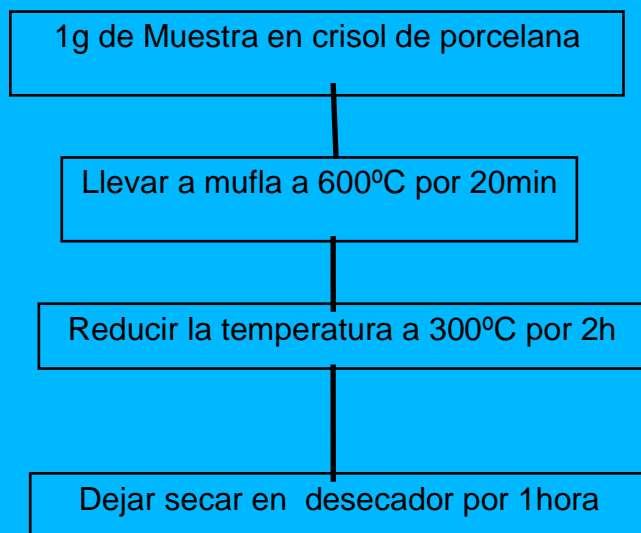 1g de Muestra en crisol de porcelana
Llevar a mufla a 600ºC por 20min
Reducir la temperatura a 300ºC por 2h
Dejar secar en  desecador por 1hora